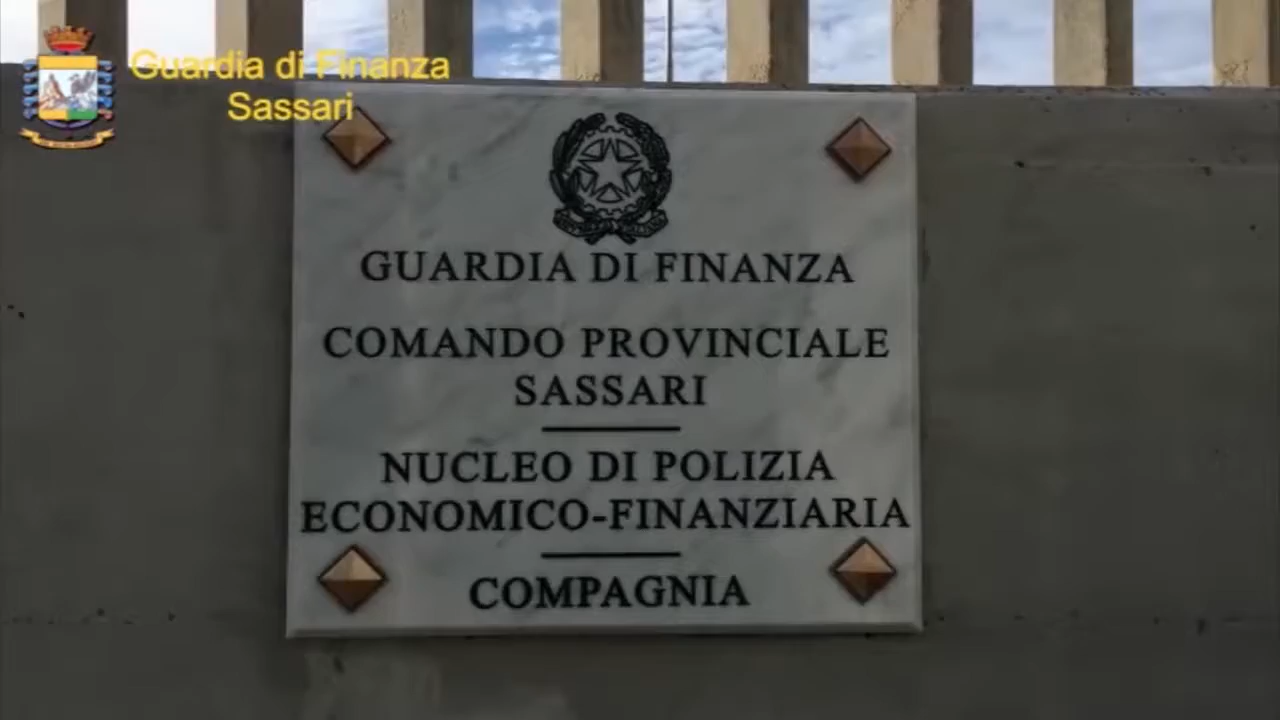 Guardia di Finanza
Sassari
GUARDIA DI FINANZA
COMANDO PROVINCIALE
SASSARI
NUCLEO DI POLIZIA
ECONOMICO-FINANZIARIA
COMPAGNIA